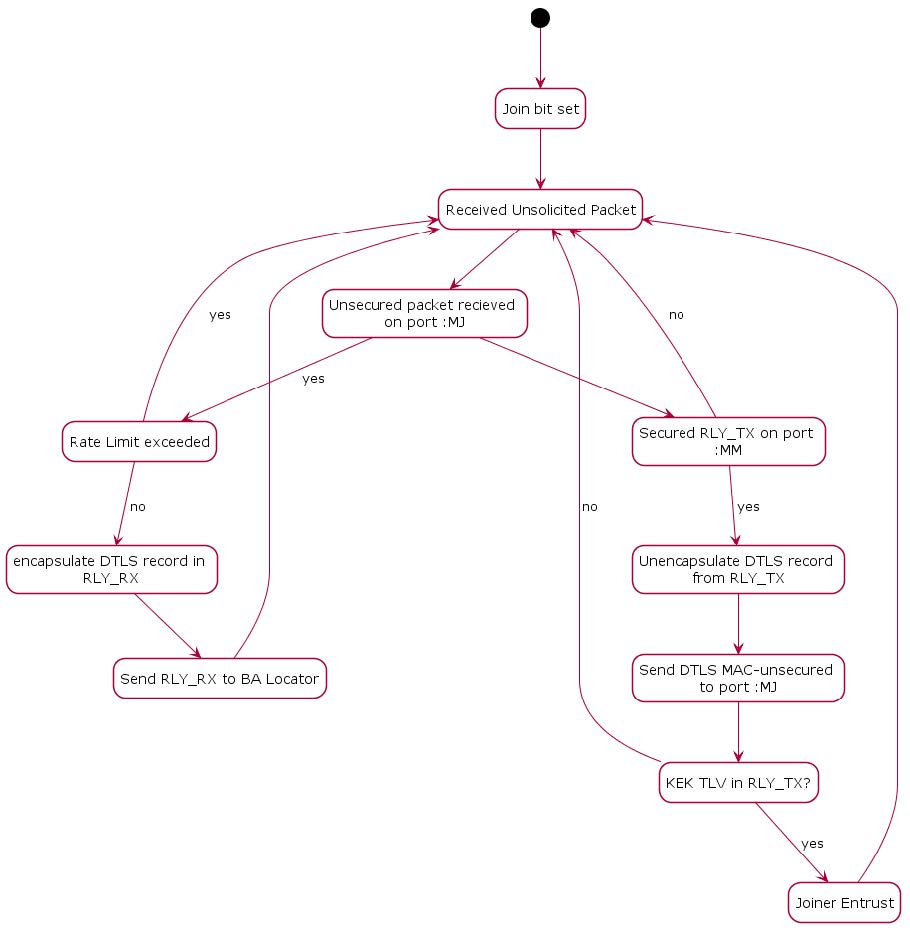 Join bit set
Received Unsolicited Packet
yes
Unsecured packet recieved
on port :MJ
no
yes
Rate Limit exceeded
Secured RLY_TX on port
:MM
no
no
yes
encapsulate DTLS record in
RLY_RX
Unencapsulate DTLS record
from RLY_TX
Send RLY_RX to BA Locator
Send DTLS MAC-unsecured
to port :MJ
KEK TLV in RLY_TX?
yes
Joiner Entrust